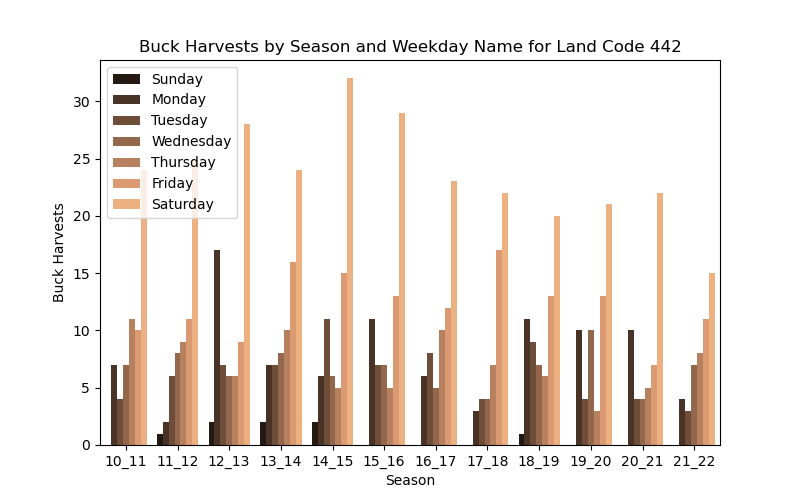 Buck Harvests by Season and Weekday Name for Land Code 442
Sunday
Monday
Tuesday
Wednesday
Thursday
Friday
Saturday
30
25
20
15
10
5
0
Buck Harvests
10_11 11_12 12_13 13_14 14_15 15_16 16_17 17_18 18_19 19_20 20_21 21_22
Season